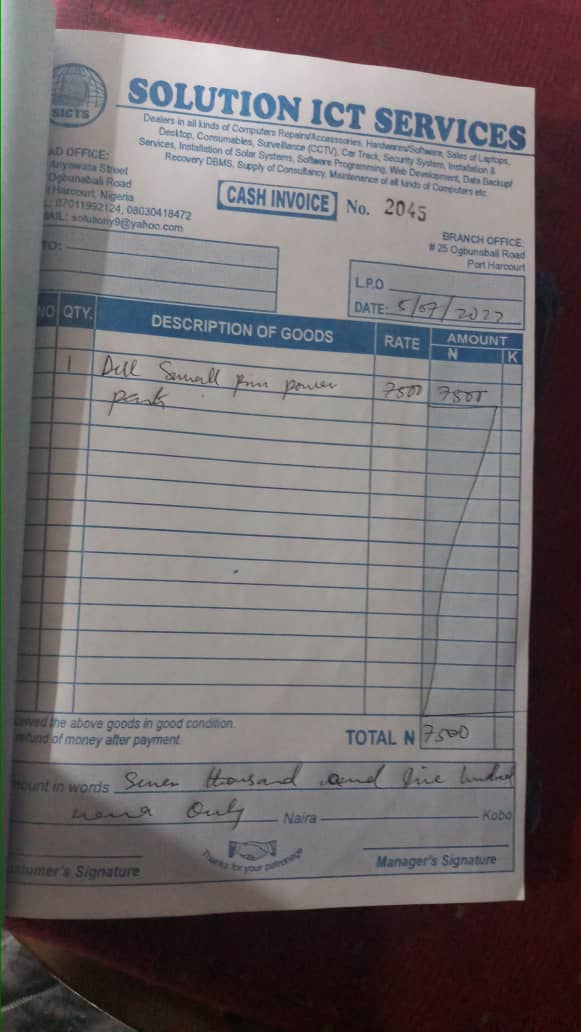 SICTS
SOLUTION ICT SERVICES
Dealers in all kinds of Computers Repairs/Accessories, Hardwares/Software, Sales of Laptops,
Desktop, Consumables, Surveillance (CCTV), Car Track, Security System, Installation &
Services, Installation of Solar Systems, Software Programming, Web Development, Data Backup/
Recovery DBMS, Supply of Consultancy, Maintenance of all kinds of Computers etc.
AD OFFICE:
Anyawata Street
Ogbunabali Road
Harcourt, Nigeria
: 07011992124, 08030418472
AIL: solutiony9@yahoo.com
CASH INVOICE No. 2045
BRANCH OFFICE:
# 25 Ogbunabali Road
Port Harcourt
TO:
L.P.O
DATE: 5/07/2022
NO QTY. DESCRIPTION OF GOODS RATE AMOUNT
N K
1 Dell Small pin power 7500 7500
pack
ceived the above goods in good condition.
refund of money after payment.
TOTAL N 7500
ount in words Seven thousand and five hundred
naira Only Naira Kobo
Thanks for your patronage
stomer's Signature
Manager's Signature